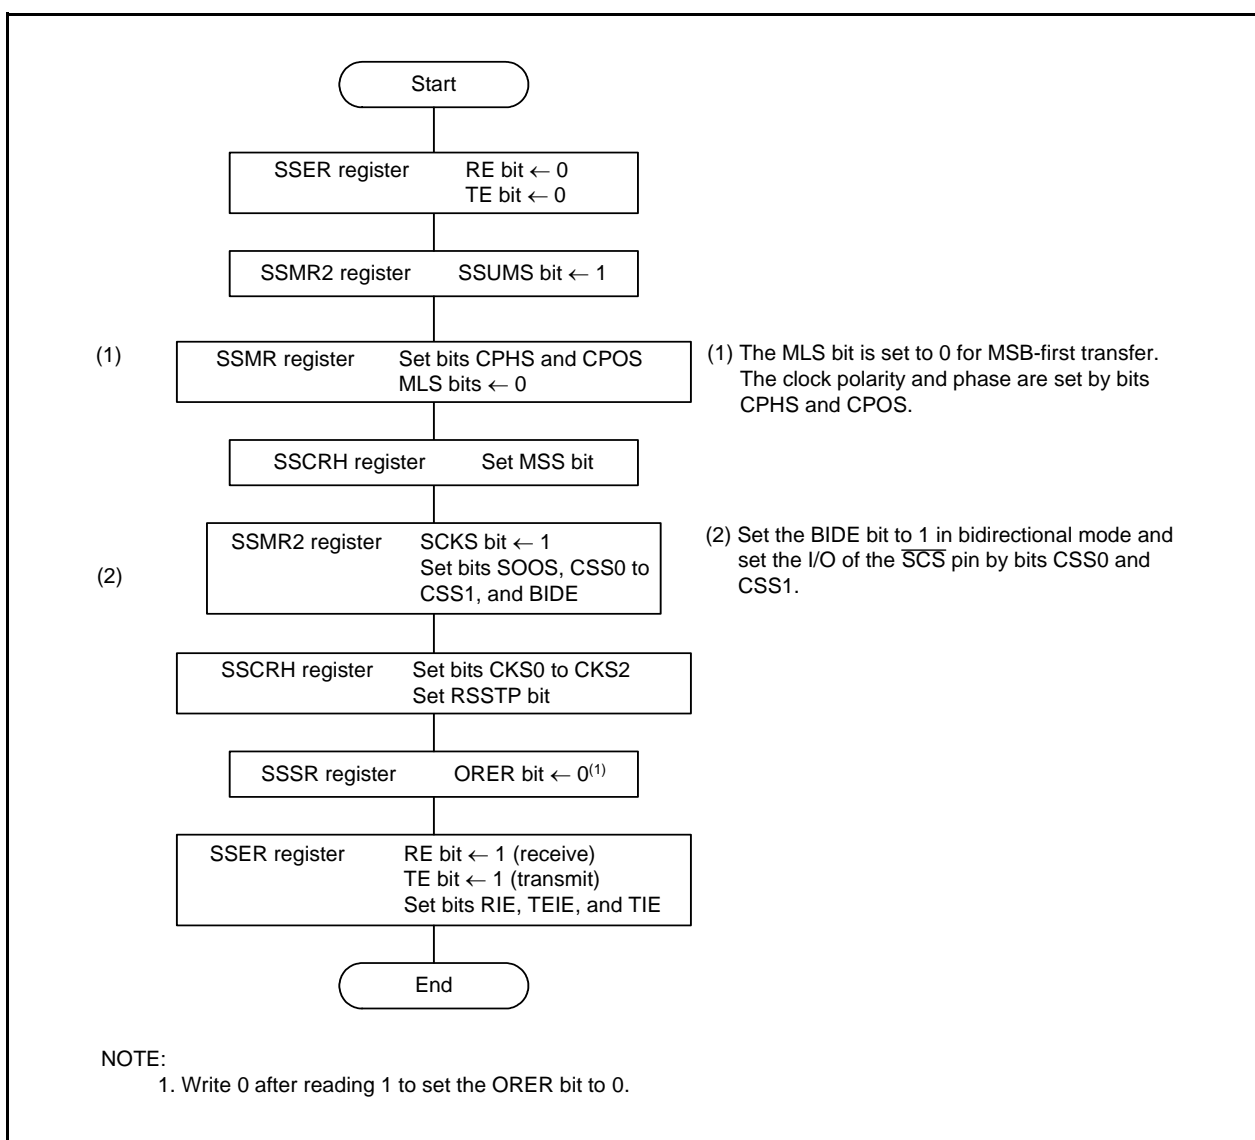 Start
SSER register RE bit ← 0
TE bit ← 0
SSMR2 register SSUMS bit ← 1
(1)
SSMR register Set bits CPHS and CPOS
MLS bits ← 0
(1) The MLS bit is set to 0 for MSB-first transfer.
The clock polarity and phase are set by bits
CPHS and CPOS.
SSCRH register Set MSS bit
(2)
SSMR2 register SCKS bit ← 1
Set bits SOOS, CSS0 to
CSS1, and BIDE
(2) Set the BIDE bit to 1 in bidirectional mode and
set the I/O of the S̅C̅S̅ pin by bits CSS0 and
CSS1.
SSCRH register Set bits CKS0 to CKS2
Set RSSTP bit
SSSR register ORER bit ← 0(1)
SSER register RE bit ← 1 (receive)
TE bit ← 1 (transmit)
Set bits RIE, TEIE, and TIE
End
NOTE:
1. Write 0 after reading 1 to set the ORER bit to 0.